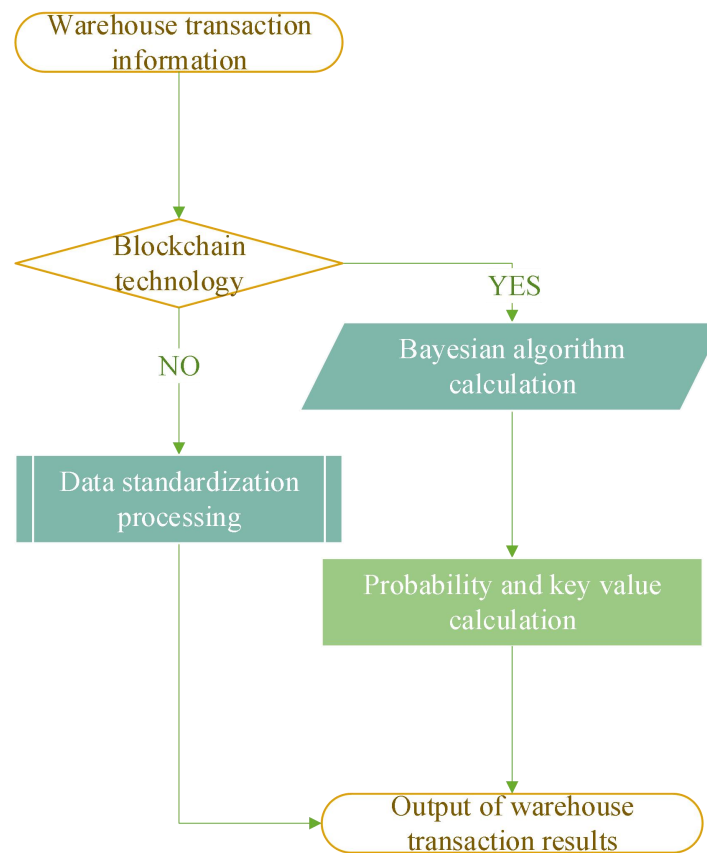 Warehouse transaction
information
Blockchain
technology
YES
NO
Bayesian algorithm
calculation
Data standardization
processing
Probability and key value
calculation
Output of warehouse
transaction results